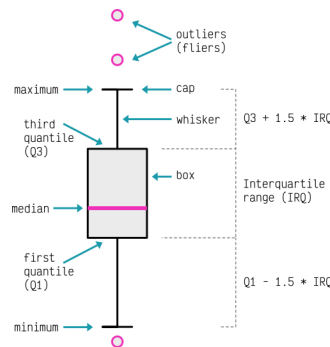 outliers
(fliers)
maximum
cap
whisker
Q3 + 1.5 * IRQ
third
quantile
(Q3)
box
Interquartile
range (IRQ)
median
first
quantile
(Q1)
Q1 - 1.5 * IRQ
minimum